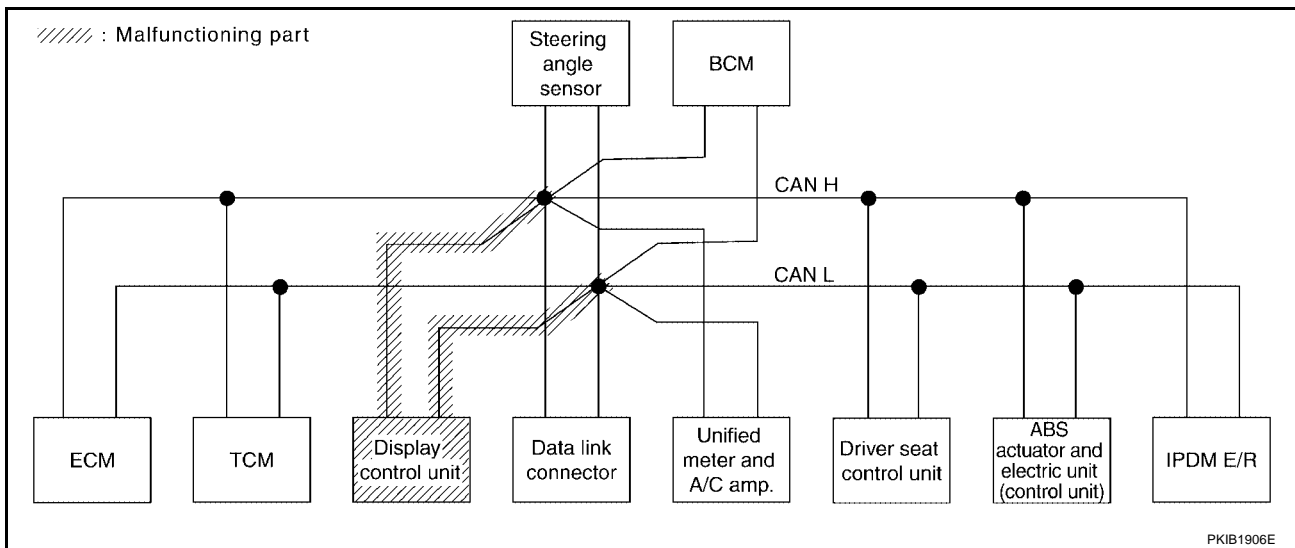 : Malfunctioning part
Steering
angle
sensor
BCM
CAN H
CAN L
ECM
TCM
Display
control unit
Data link
connector
Unified
meter and
A/C amp.
Driver seat
control unit
ABS
actuator and
electric unit
(control unit)
IPDM E/R
PKIB1906E